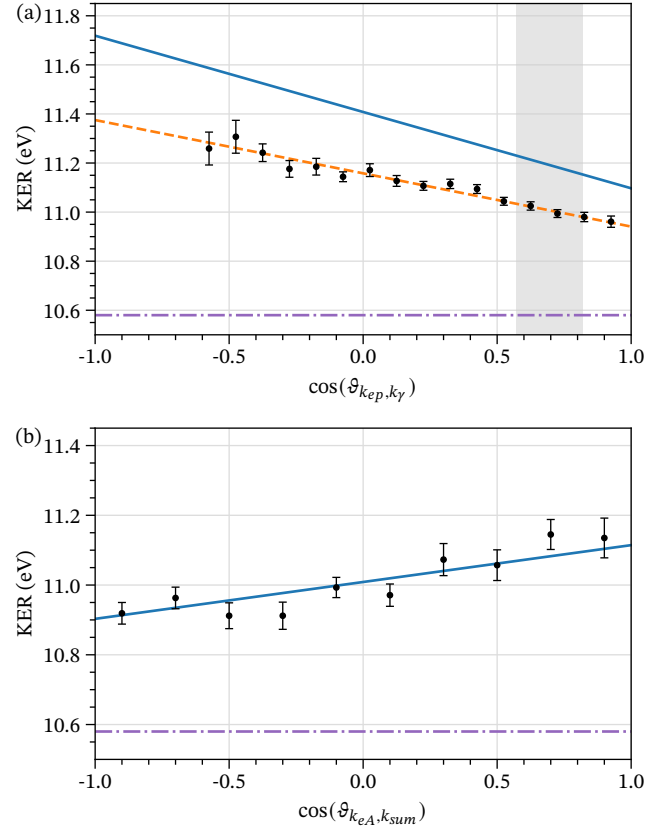 (a)
11.8
11.6
11.4
11.2
11.0
10.8
10.6
KER (eV)
-1.0 -0.5 0.0 0.5 1.0
cos(ϑ_{k_{ep},k_γ})
(b)
11.4
11.2
11.0
10.8
10.6
KER (eV)
-1.0 -0.5 0.0 0.5 1.0
cos(ϑ_{k_{eA},k_{sum}})